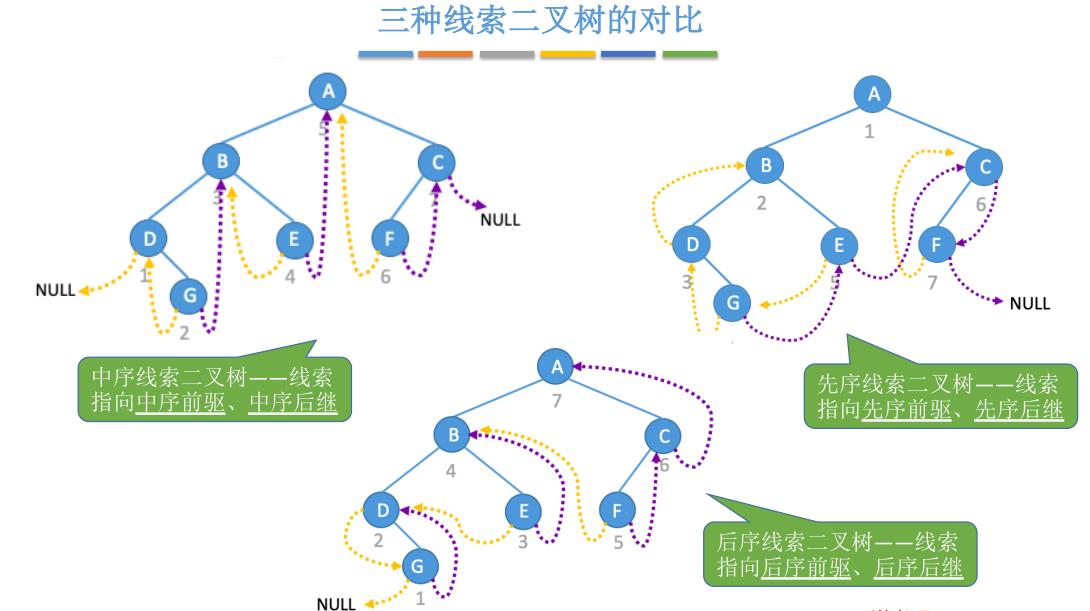 三种线索二叉树的对比
A
5
B
C
3
7
NULL
D
E
F
1
4
6
NULL
G
2
中序线索二叉树——线索
指向中序前驱、中序后继
A
1
B
C
2
6
D
E
F
3
5
7
G
NULL
先序线索二叉树——线索
指向先序前驱、先序后继
A
7
B
C
4
6
D
E
F
2
3
5
G
1
NULL
后序线索二叉树——线索
指向后序前驱、后序后继